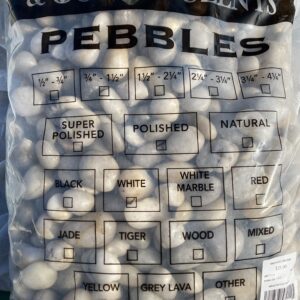 PEBBLES
½" - ¾" ¾" - 1½" 1½" - 2¼" 2¼" - 3¼" 3¼" - 4¼"
SUPER POLISHED POLISHED NATURAL
BLACK WHITE WHITE MARBLE RED
JADE TIGER WOOD MIXED
YELLOW GREY LAVA OTHER